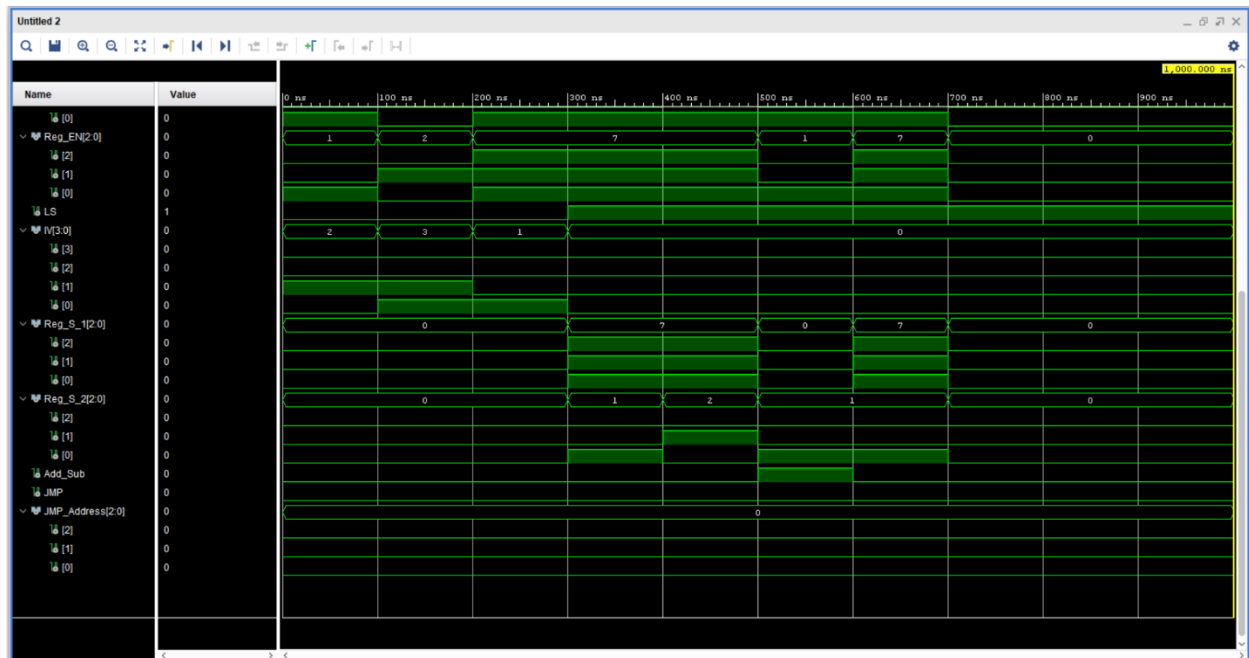 Untitled 2
1,000.000 ns
Name Value 0 ns 100 ns 200 ns 300 ns 400 ns 500 ns 600 ns 700 ns 800 ns 900 ns
[0] 0
Reg_EN[2:0] 0 1 2 7 1 7 0
[2] 0
[1] 0
[0] 0
LS 1
IV[3:0] 0 2 3 1 0
[3] 0
[2] 0
[1] 0
[0] 0
Reg_S_1[2:0] 0 0 7 0 7 0
[2] 0
[1] 0
[0] 0
Reg_S_2[2:0] 0 0 1 2 1 0
[2] 0
[1] 0
[0] 0
Add_Sub 0
JMP 0
JMP_Address[2:0] 0 0
[2] 0
[1] 0
[0] 0